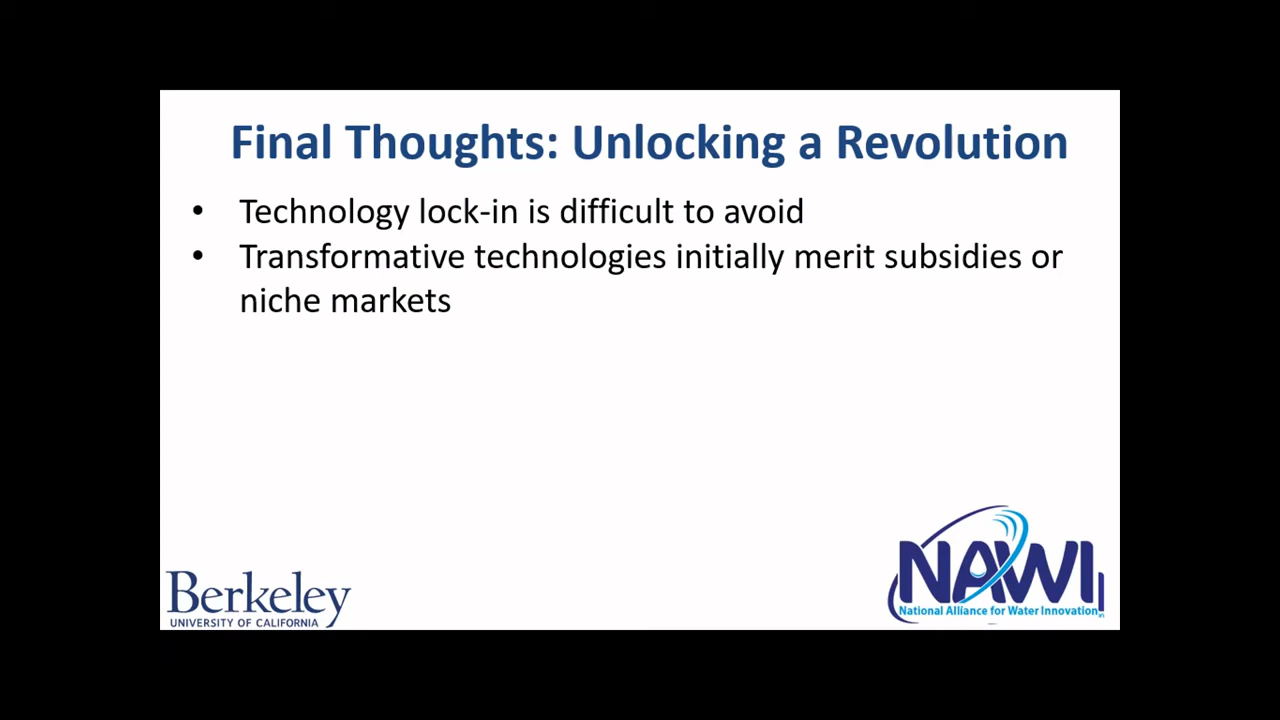 Final Thoughts: Unlocking a Revolution
• Technology lock-in is difficult to avoid
• Transformative technologies initially merit subsidies or
niche markets
Berkeley
UNIVERSITY OF CALIFORNIA
NAWI
National Alliance for Water Innovation